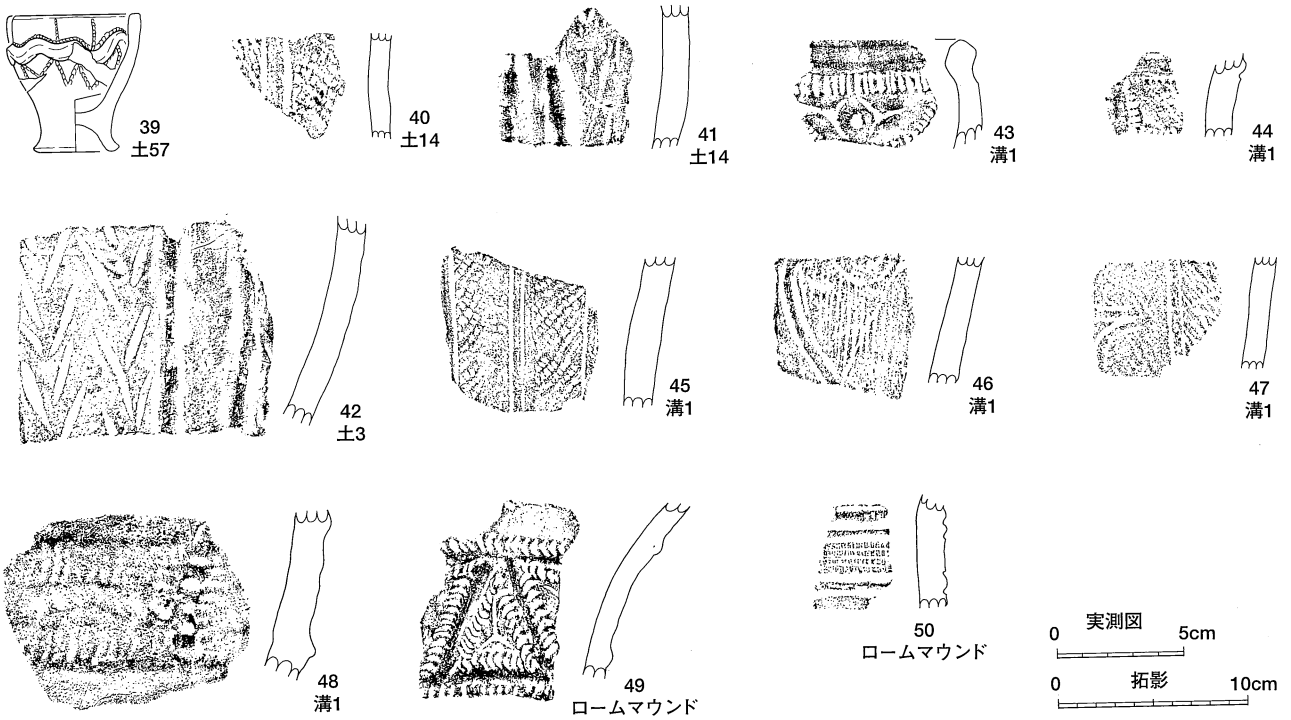 39
土57
40
土14
41
土14
43
溝1
44
溝1
42
土3
45
溝1
46
溝1
47
溝1
48
溝1
49
ロームマウンド
50
ロームマウンド
実測図
0 5cm
拓影
0 10cm